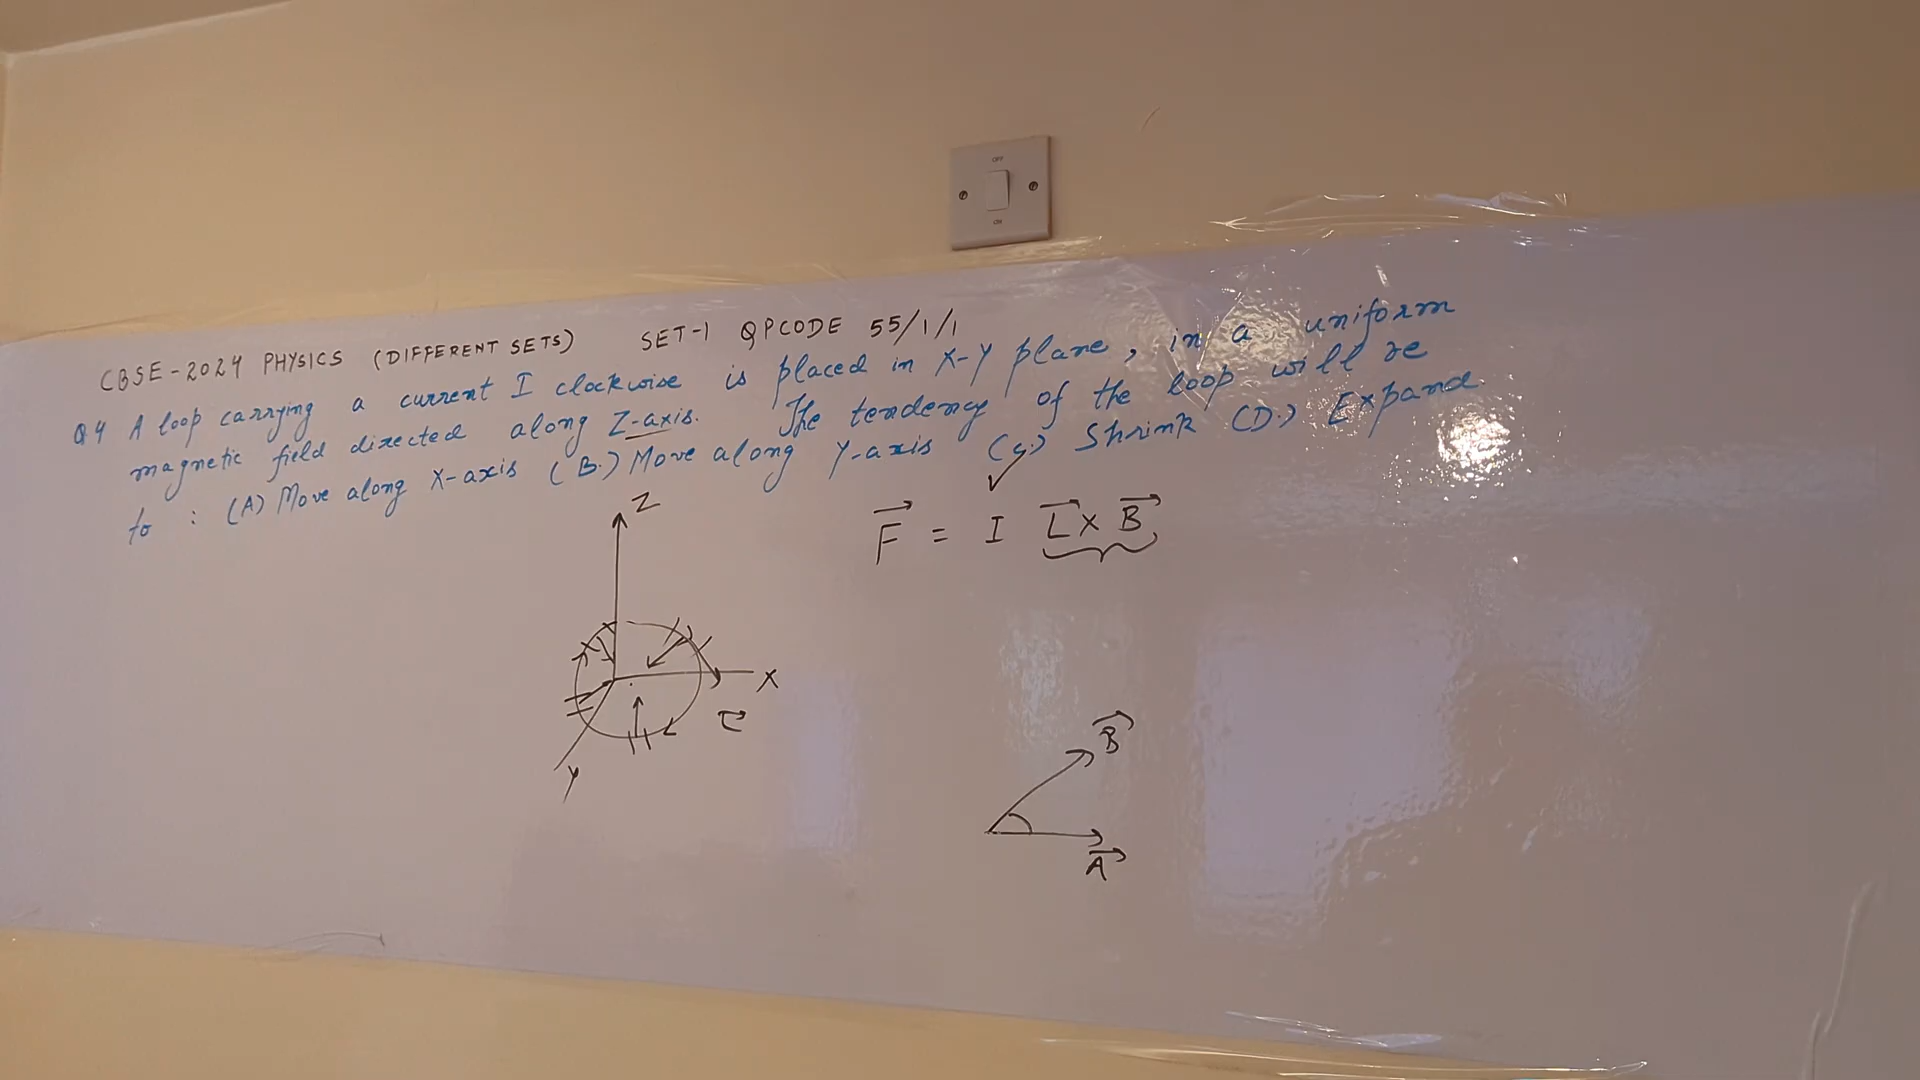 OFF
ON
CBSE-2024 PHYSICS (DIFFERENT SETS) SET-1 QPCODE 55/1/1
Q4 A loop carrying a current I clockwise is placed in X-Y plane, in a uniform
magnetic field directed along Z-axis. The tendency of the loop will be
to : (A) Move along X-axis (B.) Move along Y-axis (C.) Shrink (D.) Expand.
Z
F = I L X B
X
Y
B
A